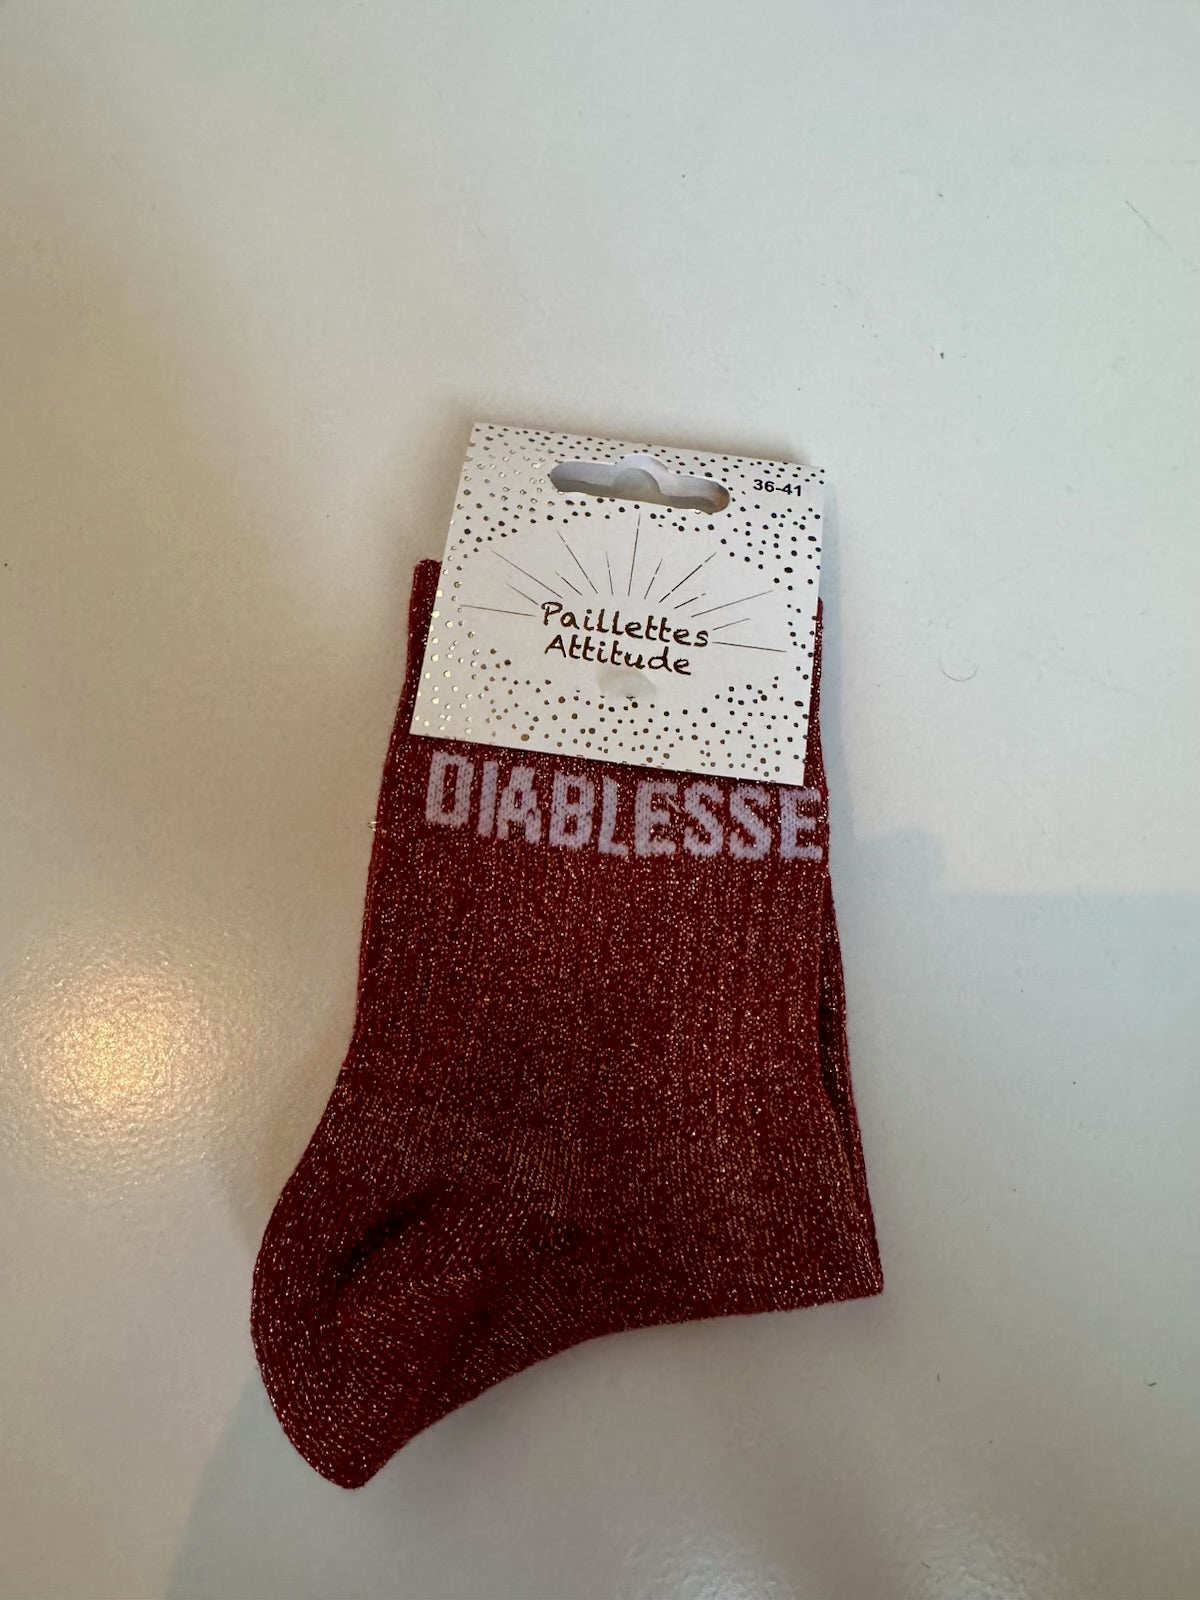 36-41
Paillettes
Attitude
DIABLESSE